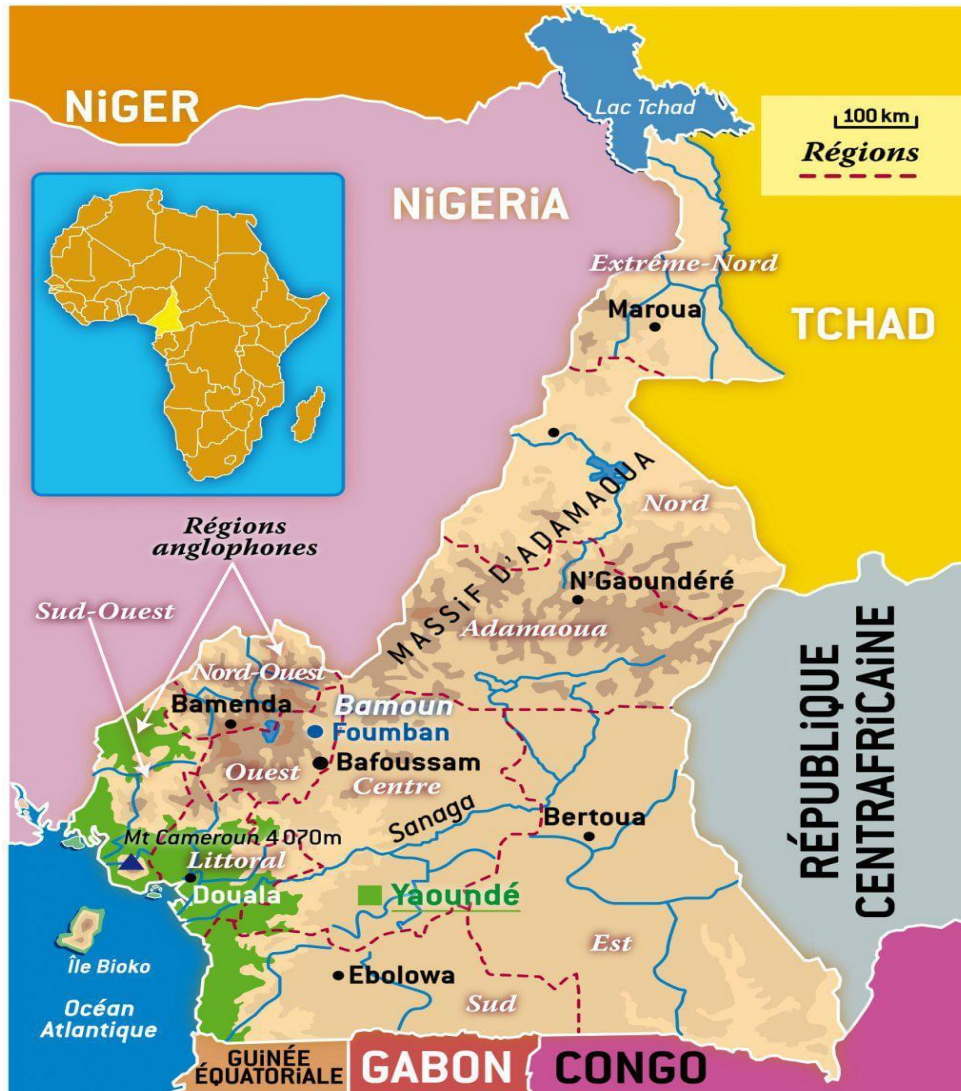 NiGER
Lac Tchad
100 km
Régions
NiGERiA
Extrême-Nord
Maroua
TCHAD
MASSiF D'ADAMAOUA
Nord
Régions
anglophones
N'Gaoundéré
Adamaoua
Sud-Ouest
Nord-Ouest
Bamenda
Bamoun
Foumban
Bafoussam
Ouest
Centre
RÉPUBLiQUE
CENTRAFRiCAiNE
Sanaga
Bertoua
Mt Cameroun 4 070m
Littoral
Douala
Yaoundé
Est
Île Bioko
Ebolowa
Sud
Océan
Atlantique
GUiNÉE
ÉQUATORiALE
GABON
CONGO